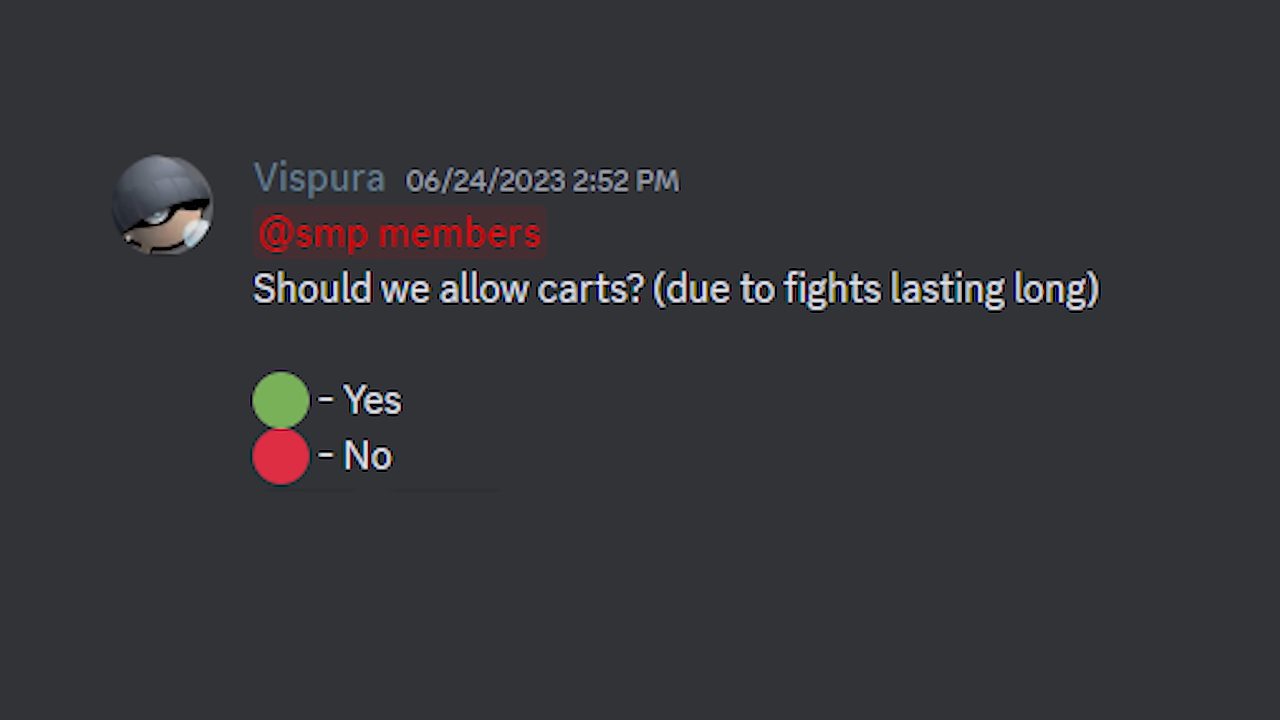 Vispura 06/24/2023 2:52 PM
@smp members
Should we allow carts? (due to fights lasting long)
- Yes
- No